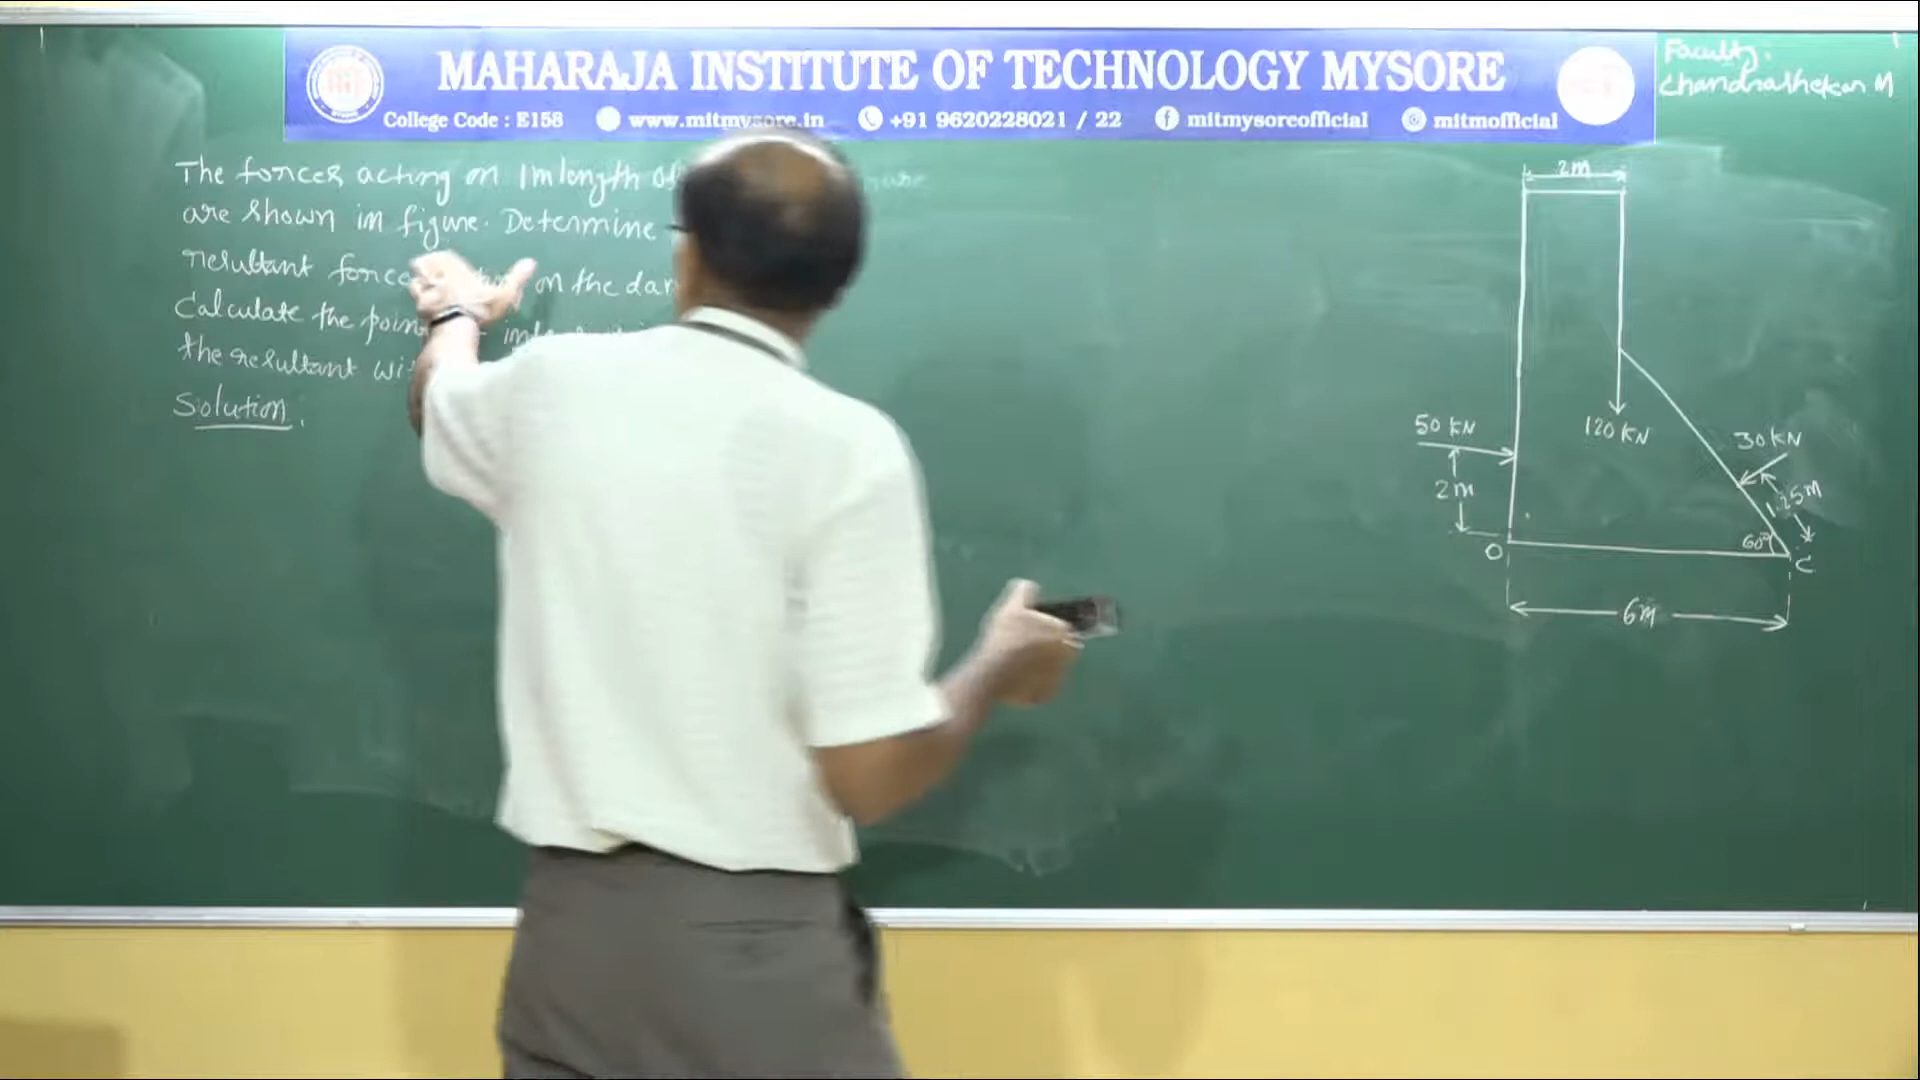 MAHARAJA INSTITUTE OF TECHNOLOGY MYSORE
College Code : E158 www.mitmysore.in +91 9620228021 / 22 mitmysoreofficial mitmofficial
Faculty:
Chandrashekar M
The forces acting on 1m length of
are shown in figure. Determine
resultant force on the dam
Calculate the point
the resultant
Solution.
2m
50 KN
120 KN
30 KN
2m
1.25m
60°
O
C
6m